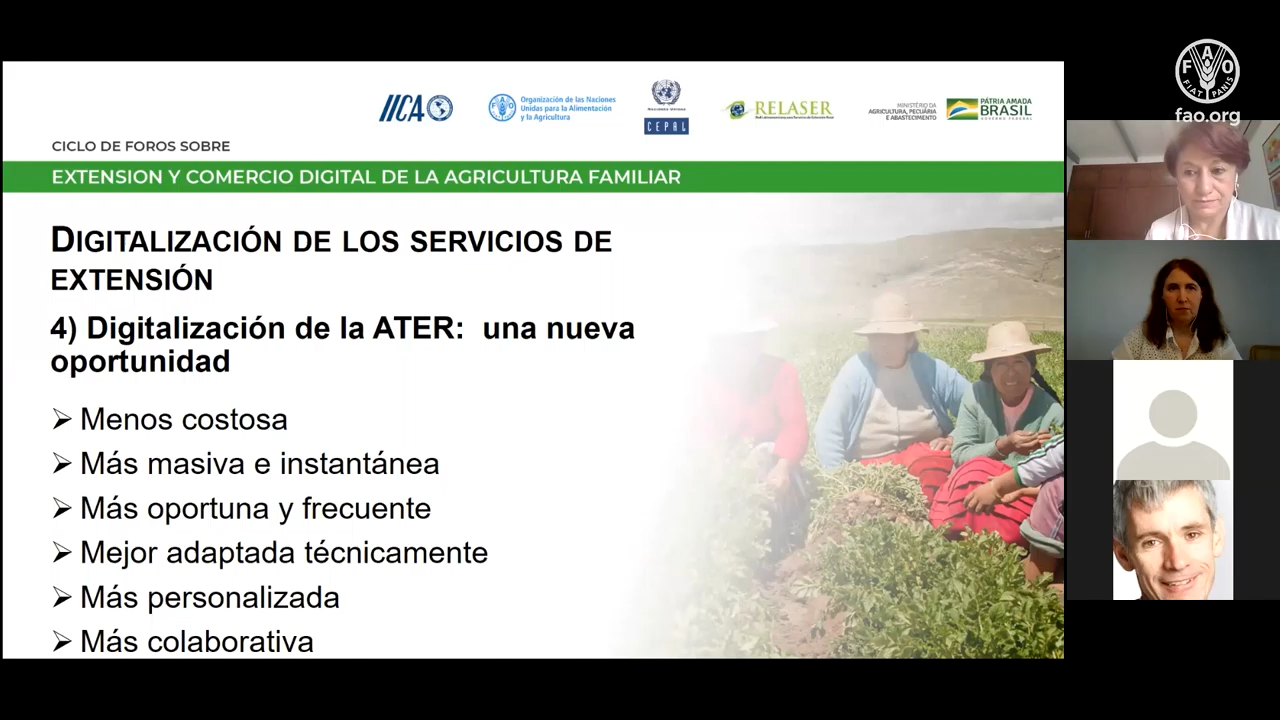 IICA
FAO
FIAT PANIS
Organización de las Naciones
Unidas para la Alimentación
y la Agricultura
NACIONES UNIDAS
CEPAL
RELASER
MINISTÉRIO DA
AGRICULTURA, PECUÁRIA
E ABASTECIMENTO
PÁTRIA AMADA
BRASIL
GOVERNO FEDERAL
fao.org
CICLO DE FOROS SOBRE
EXTENSION Y COMERCIO DIGITAL DE LA AGRICULTURA FAMILIAR
DIGITALIZACIÓN DE LOS SERVICIOS DE
EXTENSIÓN
4) Digitalización de la ATER: una nueva
oportunidad
➢ Menos costosa
➢ Más masiva e instantánea
➢ Más oportuna y frecuente
➢ Mejor adaptada técnicamente
➢ Más personalizada
➢ Más colaborativa